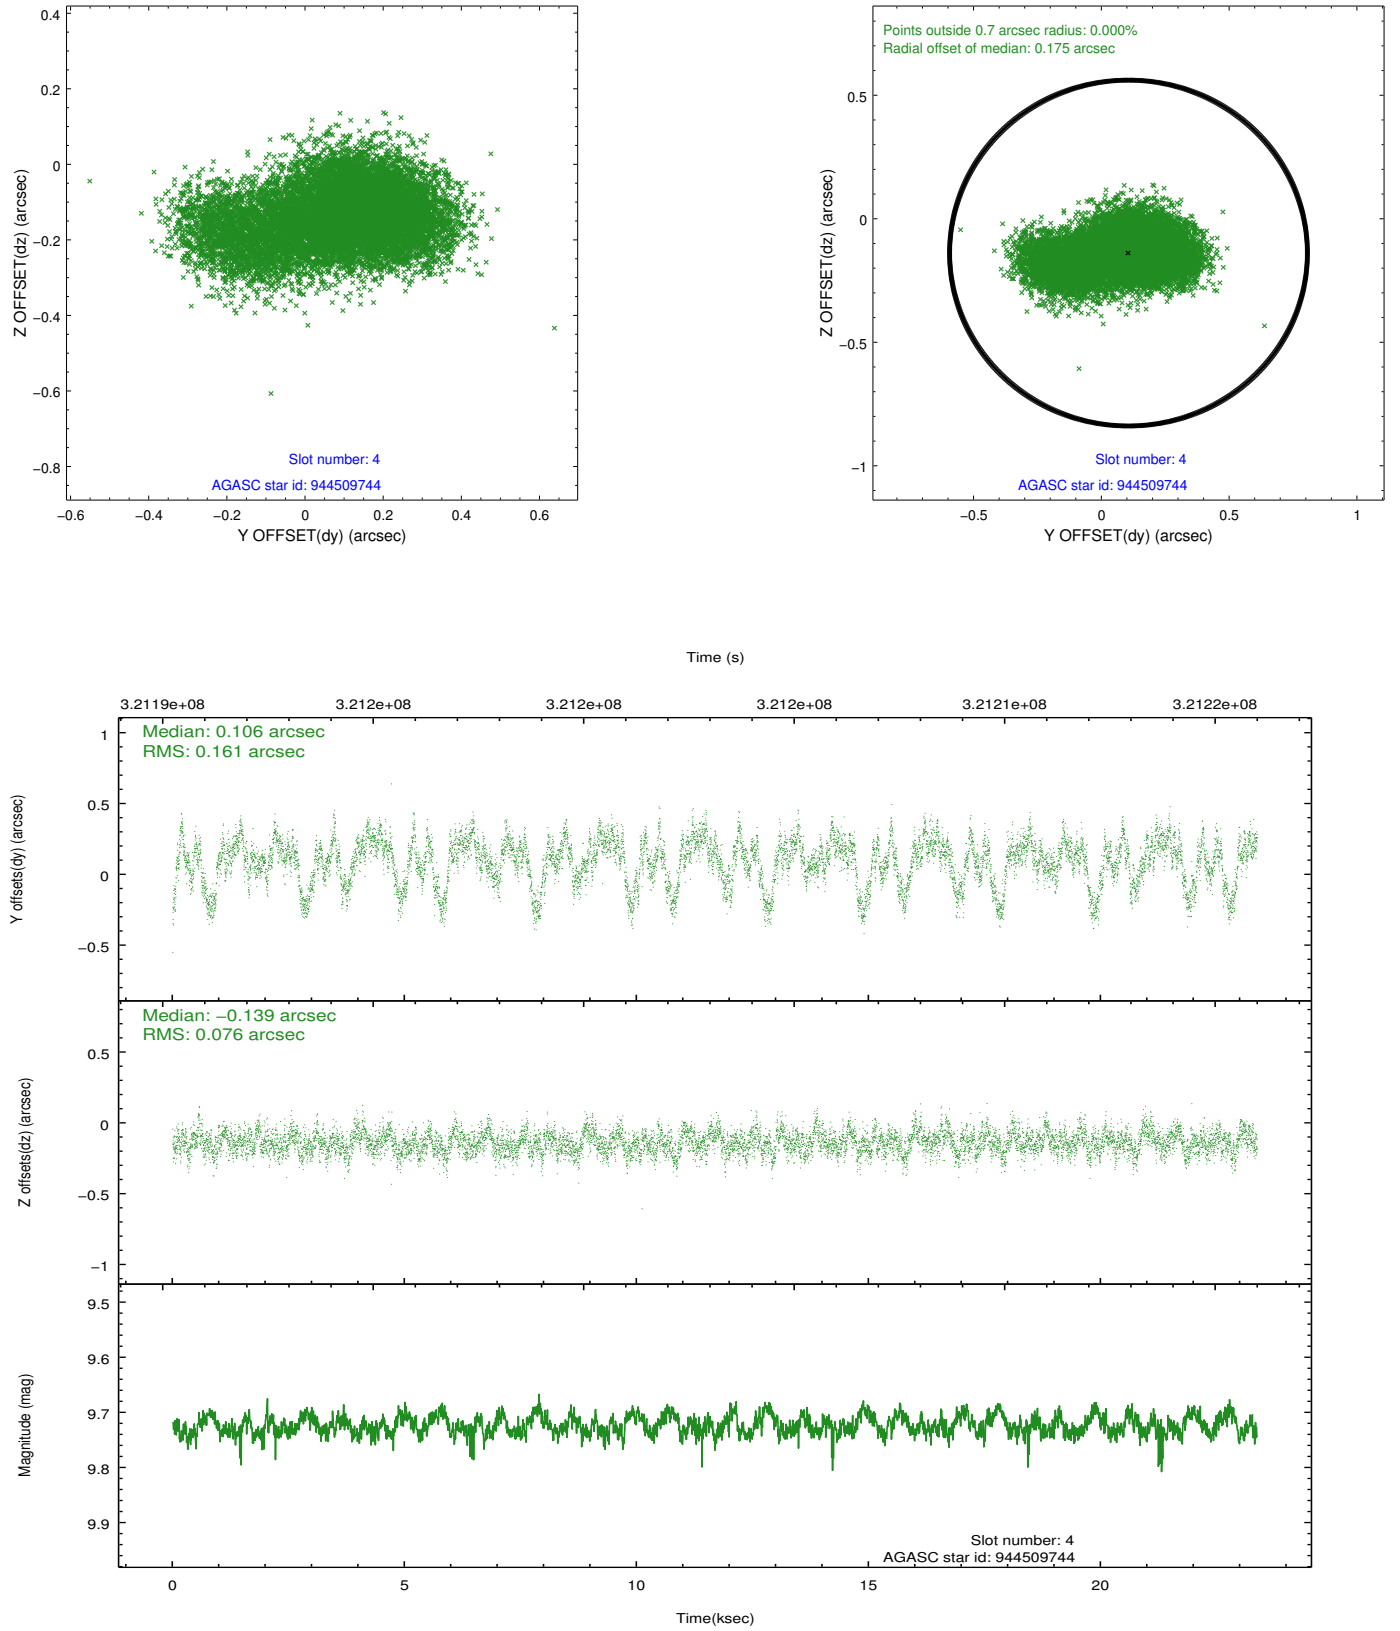 0.4
0.2
0
−0.2
−0.4
−0.6
−0.8
Z OFFSET(dz) (arcsec)
Slot number: 4
AGASC star id: 944509744
−0.6 −0.4 −0.2 0 0.2 0.4 0.6
Y OFFSET(dy) (arcsec)
Points outside 0.7 arcsec radius: 0.000%
Radial offset of median: 0.175 arcsec
0.5
0
−0.5
−1
Z OFFSET(dz) (arcsec)
Slot number: 4
AGASC star id: 944509744
−0.5 0 0.5 1
Y OFFSET(dy) (arcsec)
Time (s)
3.2119e+08 3.212e+08 3.212e+08 3.212e+08 3.2121e+08 3.2122e+08
Median: 0.106 arcsec
RMS: 0.161 arcsec
1
0.5
0
−0.5
Y offsets(dy) (arcsec)
Median: −0.139 arcsec
RMS: 0.076 arcsec
0.5
0
−0.5
−1
Z offsets(dz) (arcsec)
9.5
9.6
9.7
9.8
9.9
Magnitude (mag)
Slot number: 4
AGASC star id: 944509744
0 5 10 15 20
Time(ksec)